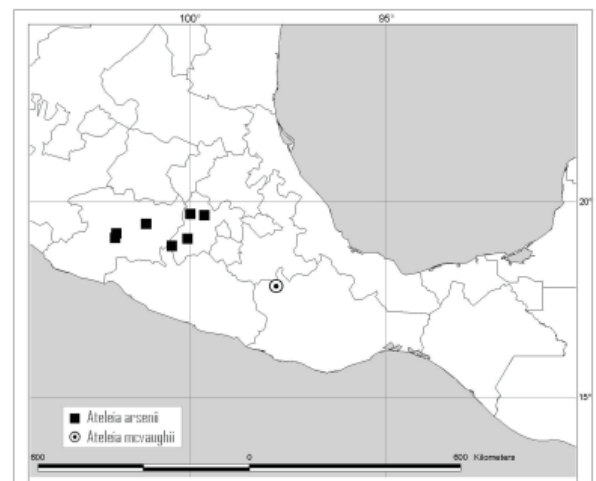 100° 95°
20°
15°
Ateleia arsenii
Ateleia mcvaughii
600 0 600 Kilometers